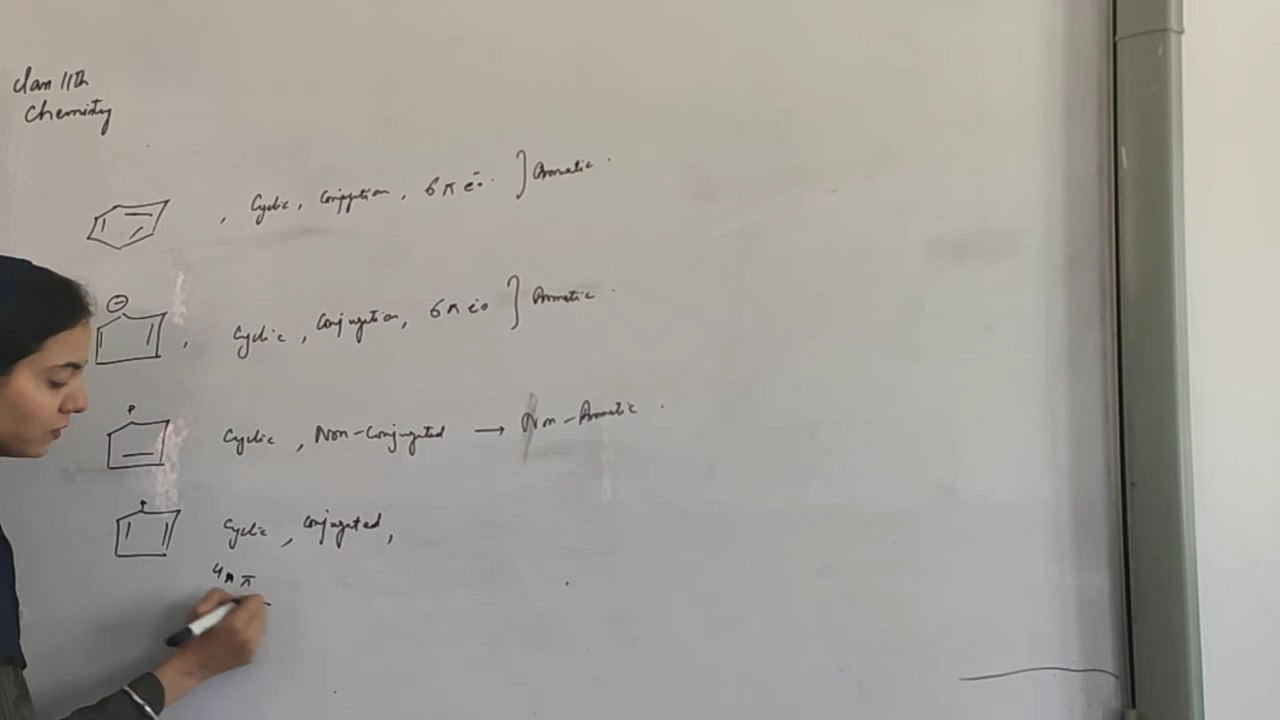 Class 11th
Chemistry
, Cyclic, Conjugation, 6π e⁻s. } Aromatic.
⊖
, Cyclic, Conjugation, 6π e⁻s } Aromatic.
Cyclic, Non-Conjugated → Non-Aromatic.
Cyclic, Conjugated,
4n π